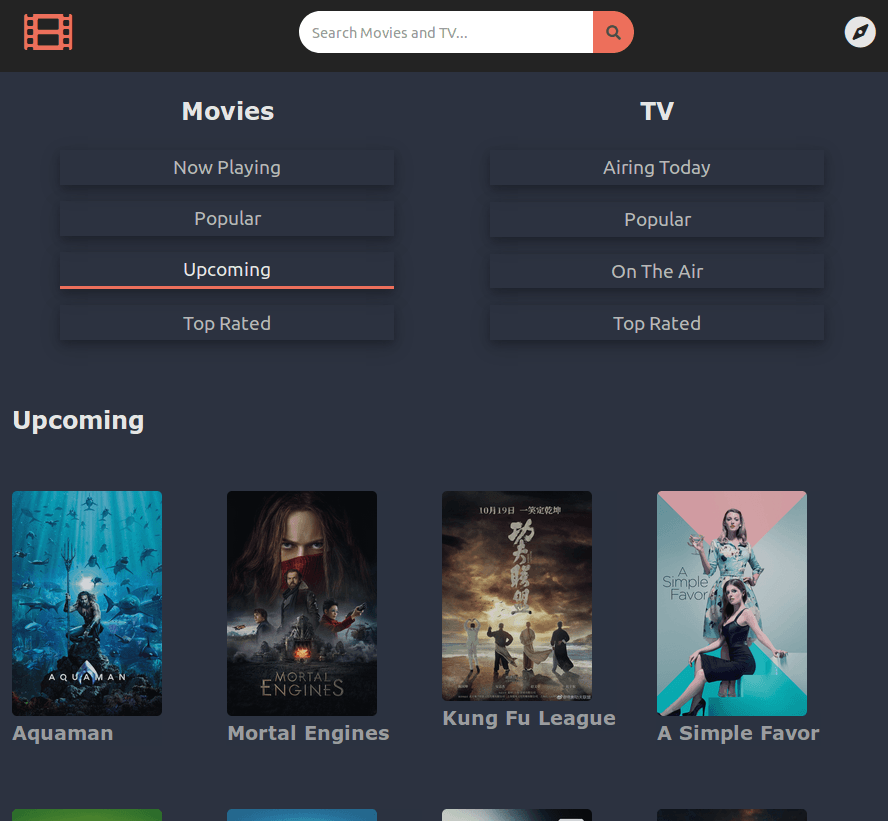 Search Movies and TV...
Movies
TV
Now Playing
Airing Today
Popular
Popular
Upcoming
On The Air
Top Rated
Top Rated
Upcoming
AQUAMAN
Aquaman
MORTAL
ENGINES
Mortal Engines
10月19日 一笑定乾坤
功夫联盟
Kung Fu League
A
Simple
Favor
A Simple Favor